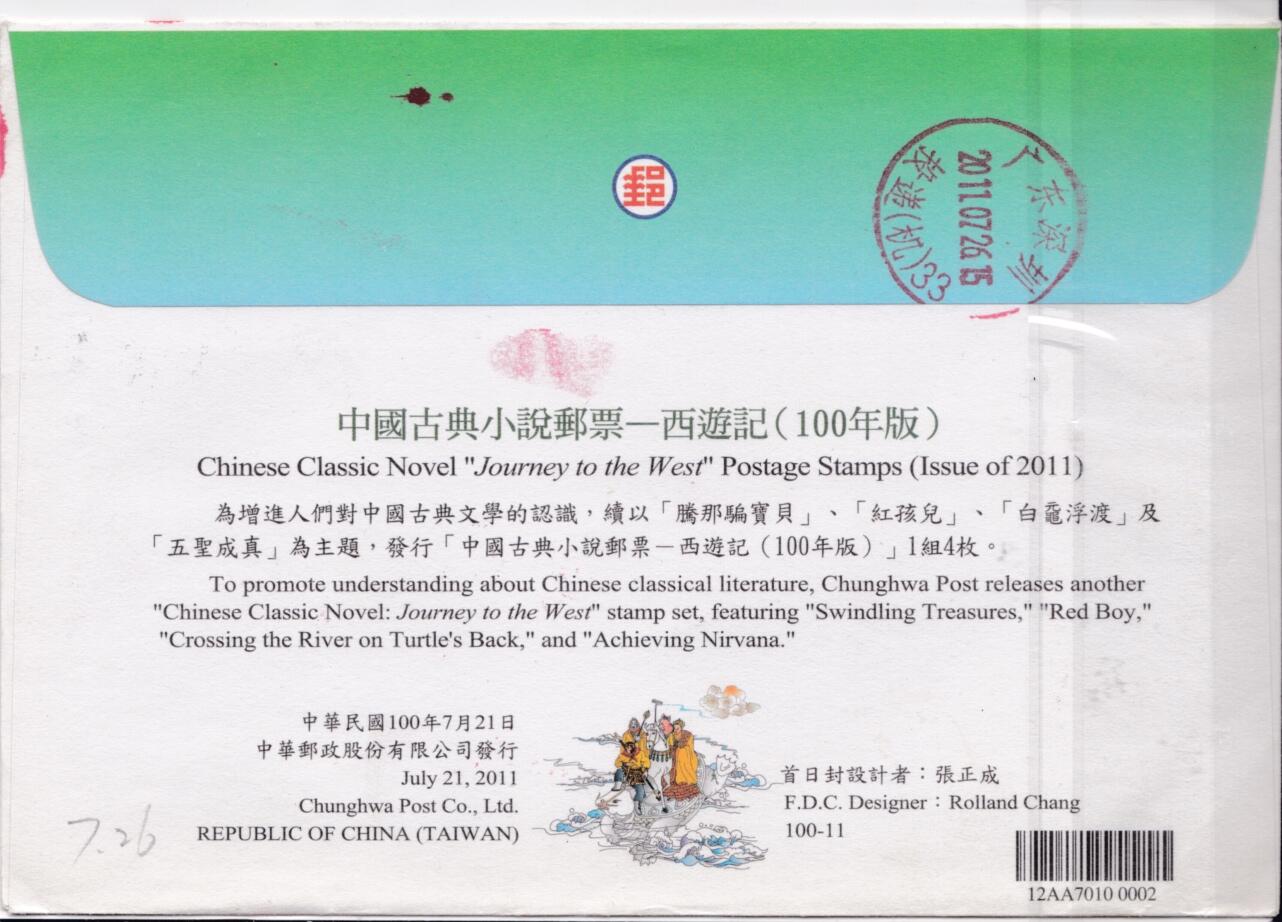 郵
广东深圳
2011.07.26.15
投递(机)33
中國古典小說郵票—西遊記（100年版）
Chinese Classic Novel "Journey to the West" Postage Stamps (Issue of 2011)
為增進人們對中國古典文學的認識，續以「騰那騙寶貝」、「紅孩兒」、「白黿浮渡」及
「五聖成真」為主題，發行「中國古典小說郵票－西遊記（100年版）」1組4枚。
To promote understanding about Chinese classical literature, Chunghwa Post releases another
"Chinese Classic Novel: Journey to the West" stamp set, featuring "Swindling Treasures," "Red Boy,"
"Crossing the River on Turtle's Back," and "Achieving Nirvana."
中華民國100年7月21日
中華郵政股份有限公司發行
July 21, 2011
Chunghwa Post Co., Ltd.
REPUBLIC OF CHINA (TAIWAN)
首日封設計者：張正成
F.D.C. Designer：Rolland Chang
100-11
7.26
12AA7010 0002